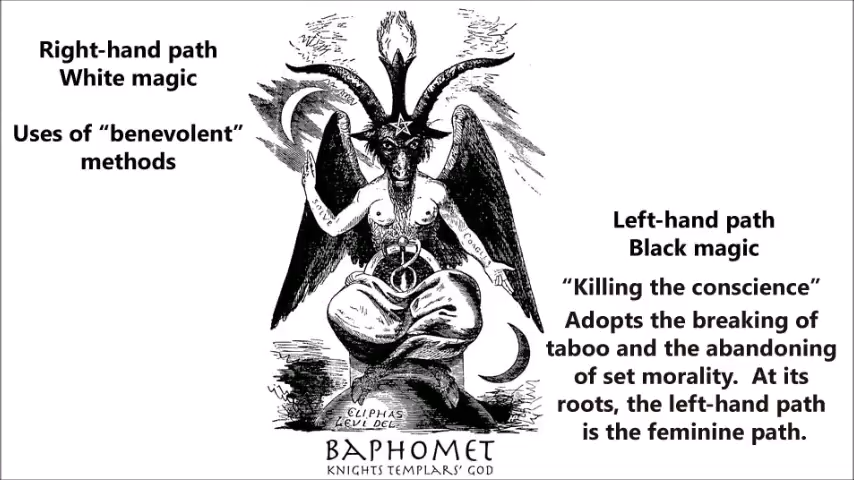 Right-hand path
White magic
Uses of “benevolent”
methods
SOLVE
COAGULA
Left-hand path
Black magic
“Killing the conscience”
Adopts the breaking of
taboo and the abandoning
of set morality.  At its
roots, the left-hand path
is the feminine path.
ELIPHAS
LEVI DEL.
BAPHOMET
KNIGHTS TEMPLARS' GOD